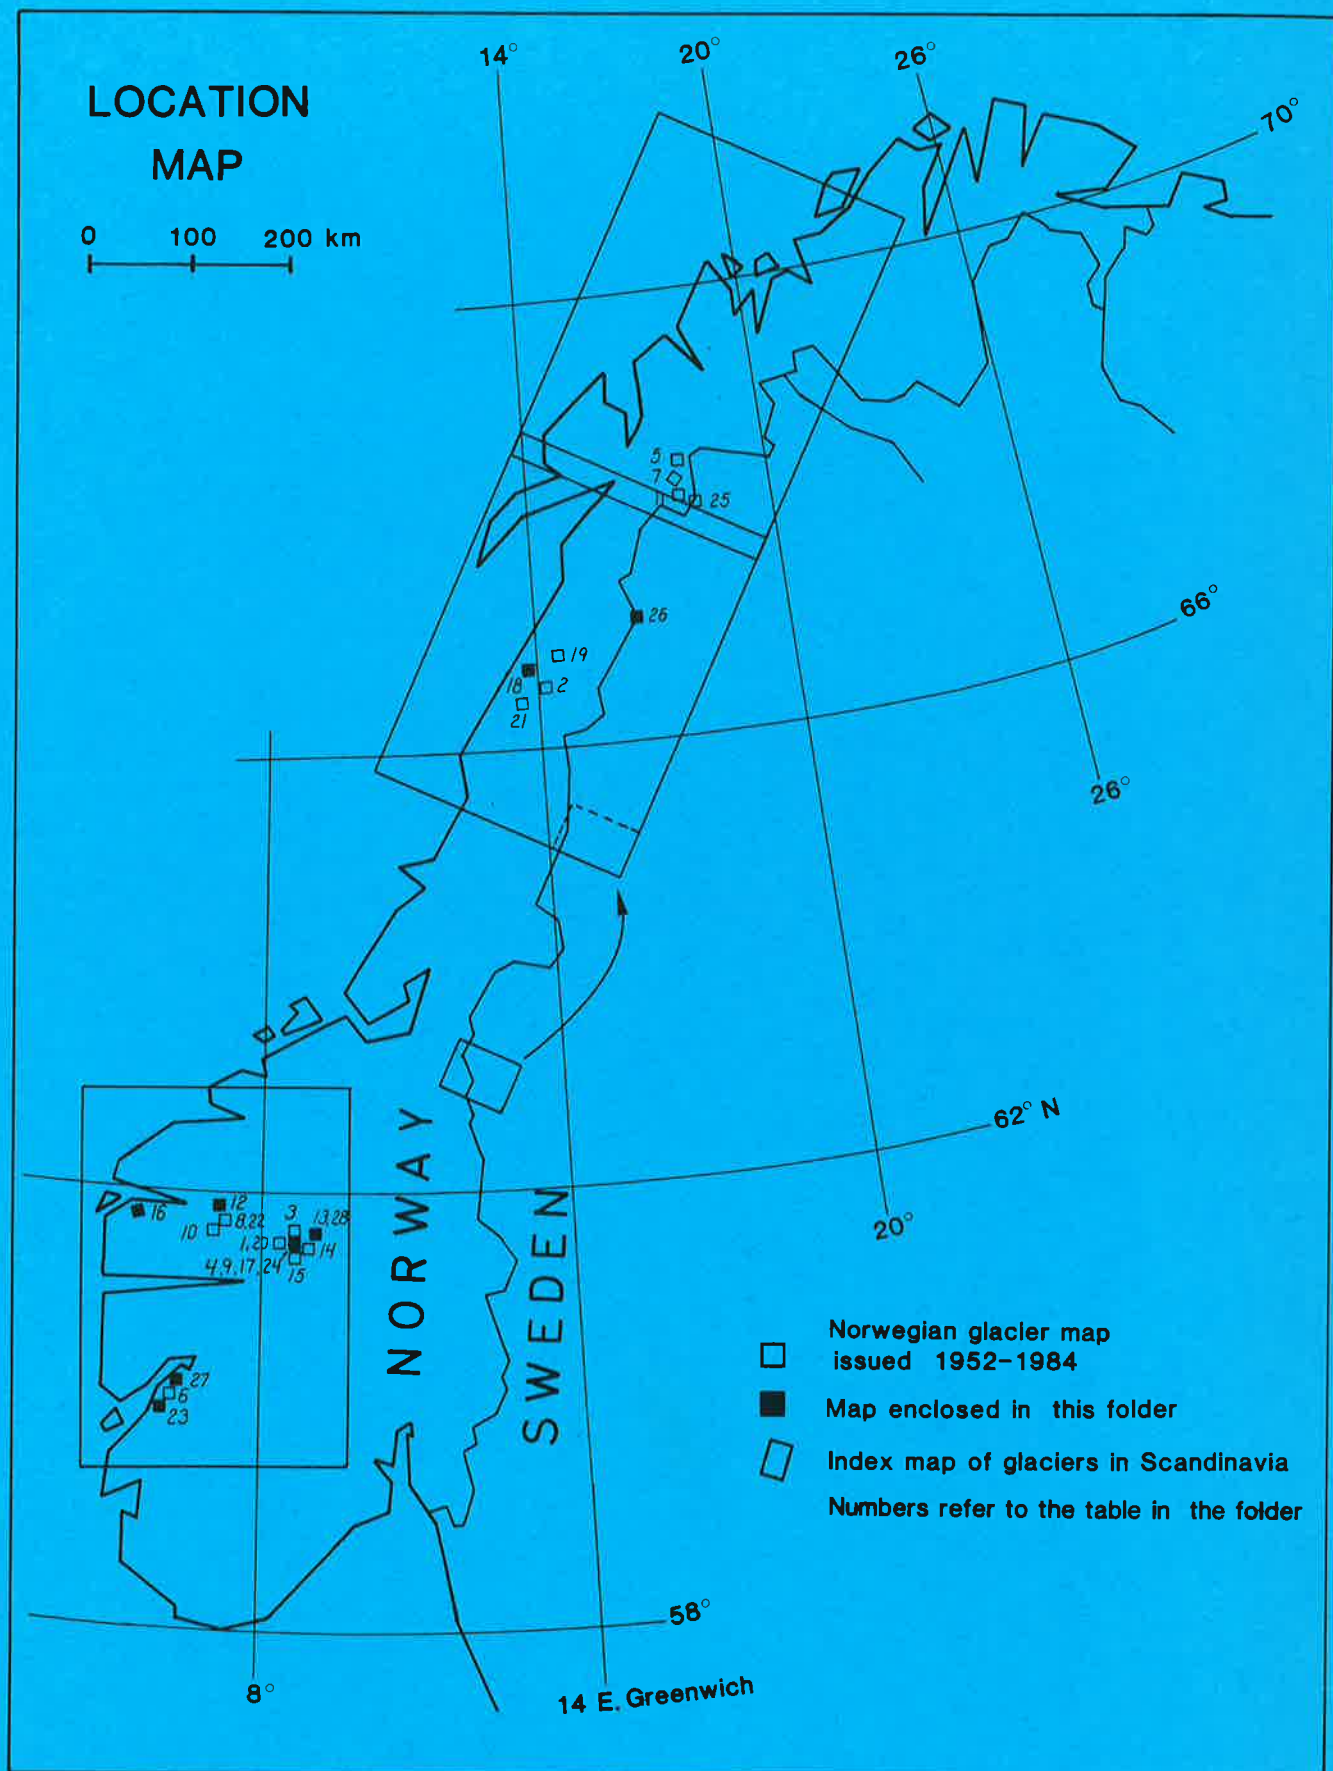 LOCATION
MAP
0 100 200 km
14°
20°
26°
70°
5
7
11
25
26
66°
19
18
2
21
26°
62° N
20°
16
12
8,22
10
3
13,28
1,20
14
4,9,17,24
15
27
6
23
NORWAY
SWEDEN
Norwegian glacier map
issued 1952-1984
Map enclosed in this folder
Index map of glaciers in Scandinavia
Numbers refer to the table in the folder
58°
8°
14 E. Greenwich